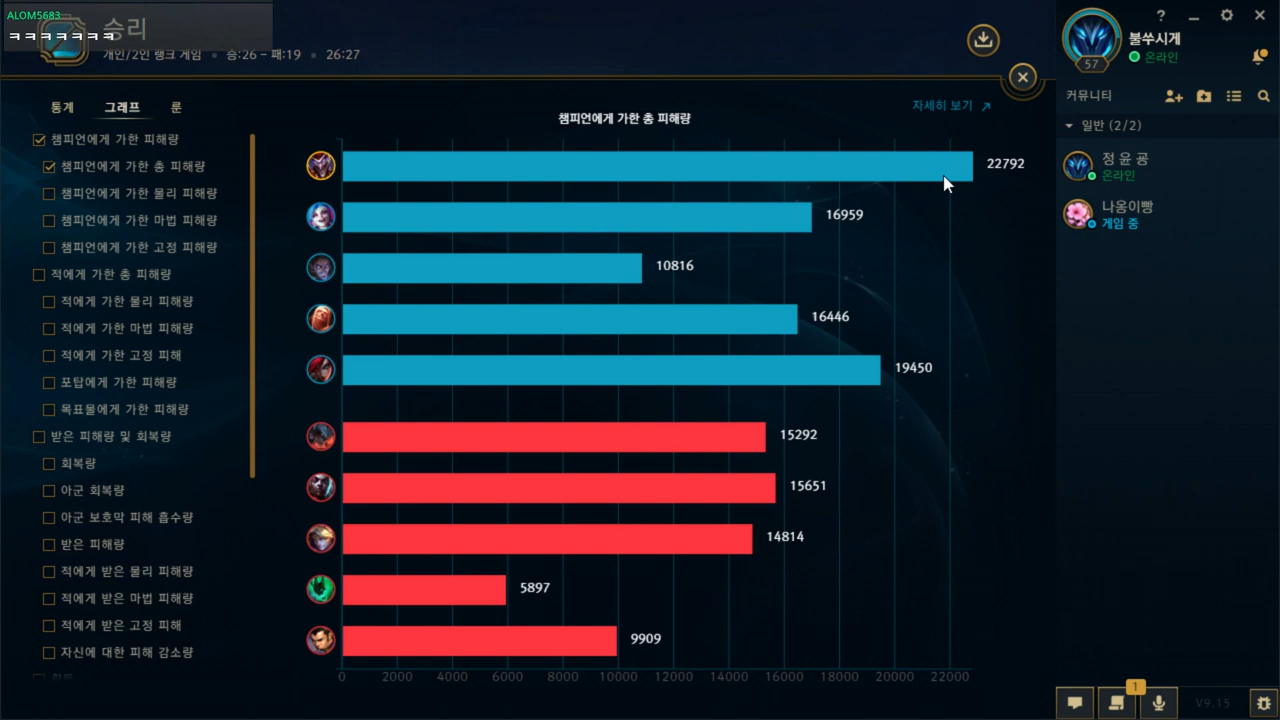 ALOM5683
ㅋㅋㅋㅋㅋㅋㅋ
승리
개인/2인 랭크 게임 • 승:26 – 패:19 • 26:27
통계 그래프 룬
챔피언에게 가한 피해량
챔피언에게 가한 총 피해량
챔피언에게 가한 물리 피해량
챔피언에게 가한 마법 피해량
챔피언에게 가한 고정 피해량
적에게 가한 총 피해량
적에게 가한 물리 피해량
적에게 가한 마법 피해량
적에게 가한 고정 피해
포탑에게 가한 피해량
목표물에게 가한 피해량
받은 피해량 및 회복량
회복량
아군 회복량
아군 보호막 피해 흡수량
받은 피해량
적에게 받은 물리 피해량
적에게 받은 마법 피해량
적에게 받은 고정 피해
자신에 대한 피해 감소량
자세히 보기
챔피언에게 가한 총 피해량
22792
16959
10816
16446
19450
15292
15651
14814
5897
9909
0 2000 4000 6000 8000 10000 12000 14000 16000 18000 20000 22000
?
57
불쑤시게
온라인
커뮤니티
일반 (2/2)
정 윤 공
온라인
나옹이빵
게임 중
1
V9.15